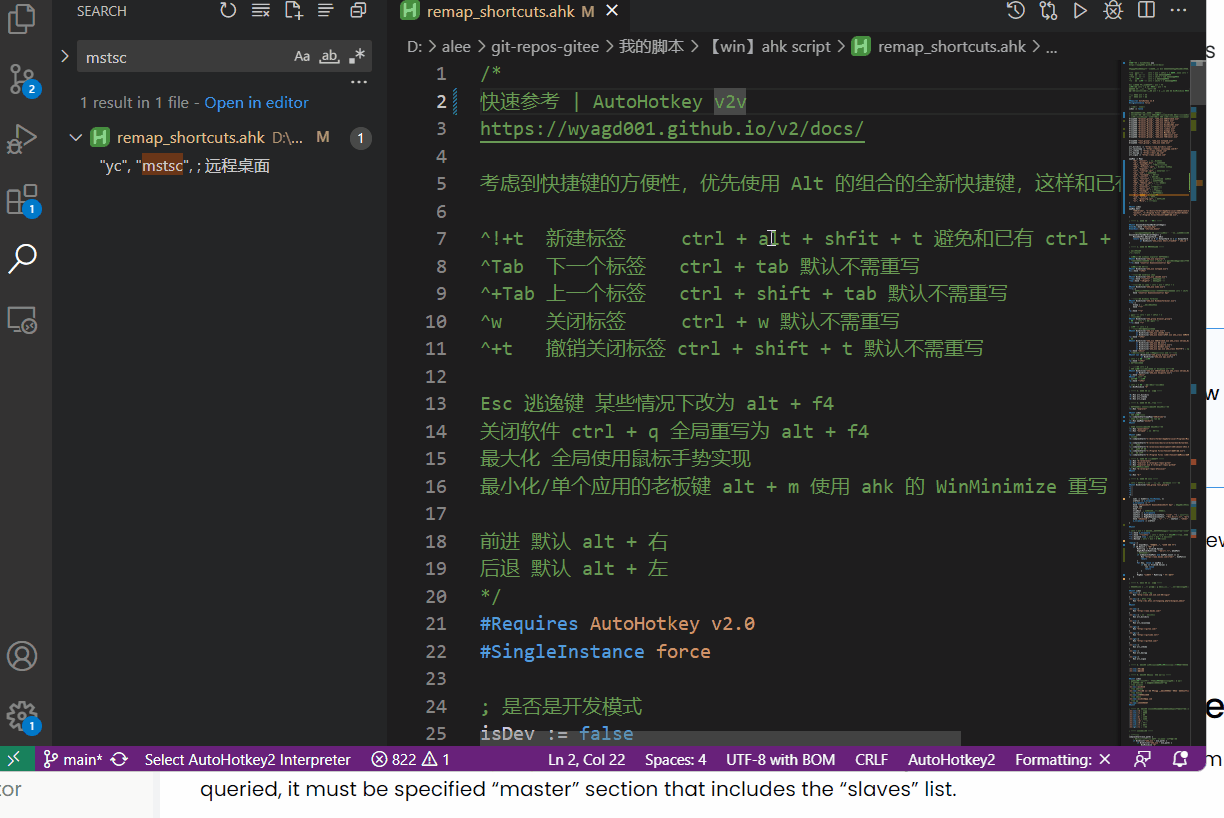 SEARCH
mstsc
Aa ab
1 result in 1 file - Open in editor
remap_shortcuts.ahk D:\... M 1
"yc", "mstsc", ; 远程桌面
2
1
1
remap_shortcuts.ahk M
D: > alee > git-repos-gitee > 我的脚本 > 【win】ahk script > remap_shortcuts.ahk > ...
1 /*
2 快速参考 | AutoHotkey v2v
3 https://wyagd001.github.io/v2/docs/
4
5 考虑到快捷键的方便性，优先使用 Alt 的组合的全新快捷键，这样和已
6
7 ^!+t 新建标签 ctrl + alt + shfit + t 避免和已有 ctrl +
8 ^Tab 下一个标签 ctrl + tab 默认不需重写
9 ^+Tab 上一个标签 ctrl + shift + tab 默认不需重写
10 ^w 关闭标签 ctrl + w 默认不需重写
11 ^+t 撤销关闭标签 ctrl + shift + t 默认不需重写
12
13 Esc 逃逸键 某些情况下改为 alt + f4
14 关闭软件 ctrl + q 全局重写为 alt + f4
15 最大化 全局使用鼠标手势实现
16 最小化/单个应用的老板键 alt + m 使用 ahk 的 WinMinimize 重写
17
18 前进 默认 alt + 右
19 后退 默认 alt + 左
20 */
21 #Requires AutoHotkey v2.0
22 #SingleInstance force
23
24 ; 是否是开发模式
25 isDev := false
main* Select AutoHotkey2 Interpreter 822 1 Ln 2, Col 22 Spaces: 4 UTF-8 with BOM CRLF AutoHotkey2 Formatting: ✕
queried, it must be specified “master” section that includes the “slaves” list.